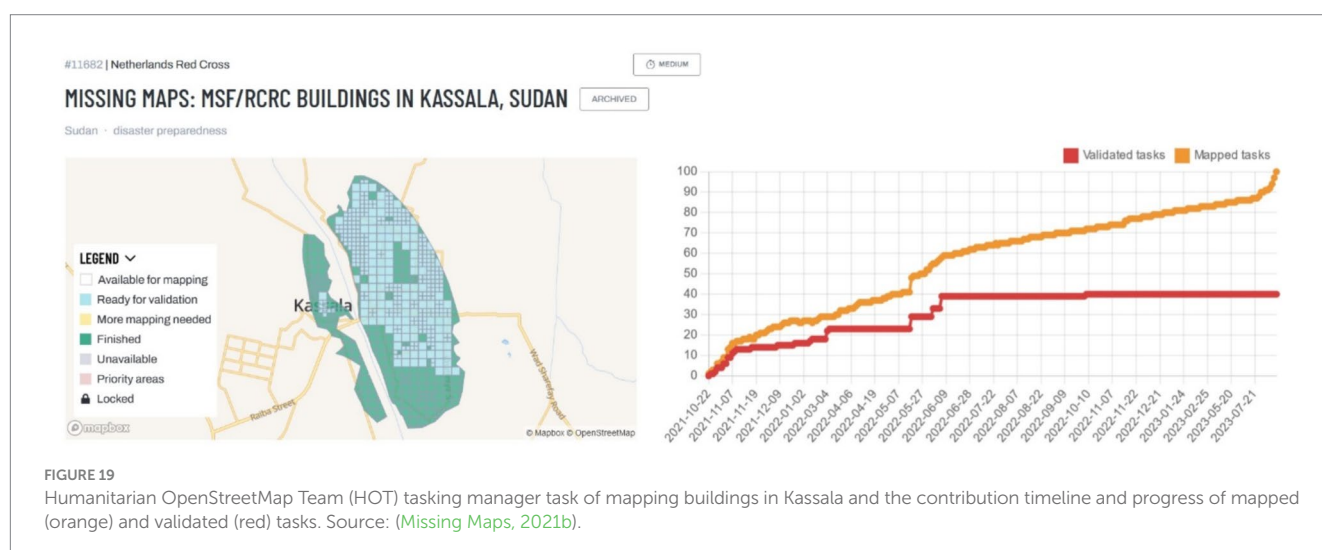 #11682 | Netherlands Red Cross
MEDIUM
MISSING MAPS: MSF/RCRC BUILDINGS IN KASSALA, SUDAN
ARCHIVED
Sudan · disaster preparedness
LEGEND
Available for mapping
Ready for validation
More mapping needed
Finished
Unavailable
Priority areas
Locked
Kassala
Raiba Street
Wad Sharefay Road
mapbox
© Mapbox © OpenStreetMap
Validated tasks Mapped tasks
100
90
80
70
60
50
40
30
20
10
0
2021-10-22
2021-11-07
2021-11-19
2021-12-09
2022-01-02
2022-03-04
2022-04-06
2022-04-19
2022-05-07
2022-05-27
2022-06-09
2022-06-28
2022-07-22
2022-08-07
2022-08-22
2022-09-09
2022-10-10
2022-11-07
2022-11-22
2022-12-21
2023-01-24
2023-02-25
2023-05-20
2023-07-21
FIGURE 19
Humanitarian OpenStreetMap Team (HOT) tasking manager task of mapping buildings in Kassala and the contribution timeline and progress of mapped
(orange) and validated (red) tasks. Source: (Missing Maps, 2021b).